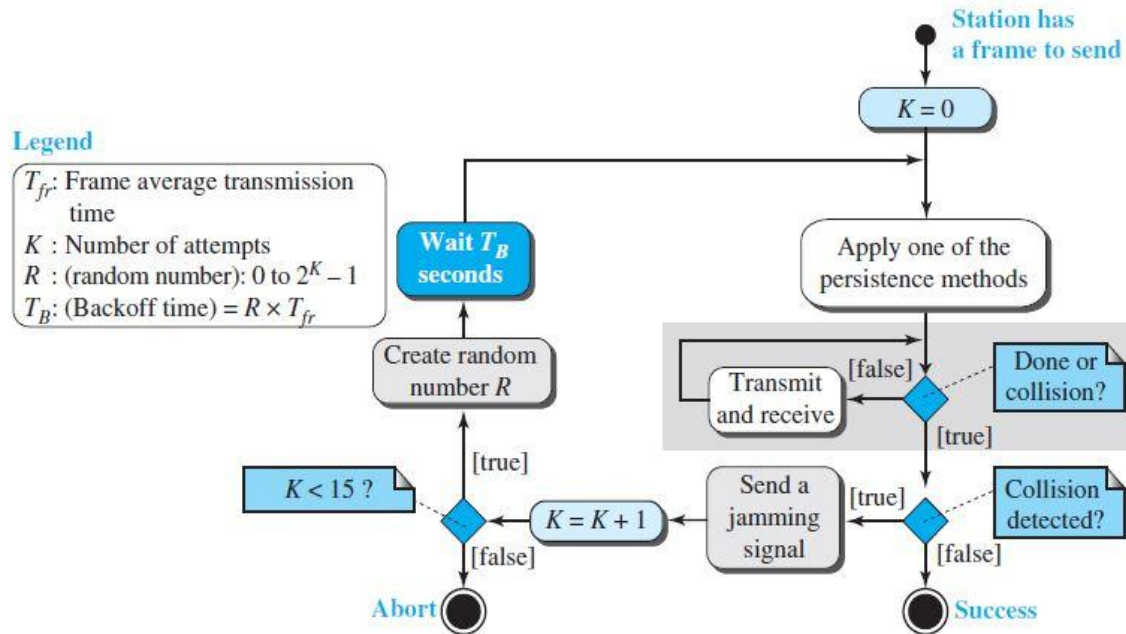 Station has
a frame to send
K = 0
Legend
T_fr: Frame average transmission
time
K : Number of attempts
R : (random number): 0 to 2^K – 1
T_B: (Backoff time) = R × T_fr
Wait T_B
seconds
Apply one of the
persistence methods
Create random
number R
[false]
Transmit
and receive
Done or
collision?
[true]
[true]
K < 15 ?
K = K + 1
Send a
jamming
signal
[true]
Collision
detected?
[false]
[false]
Abort
Success